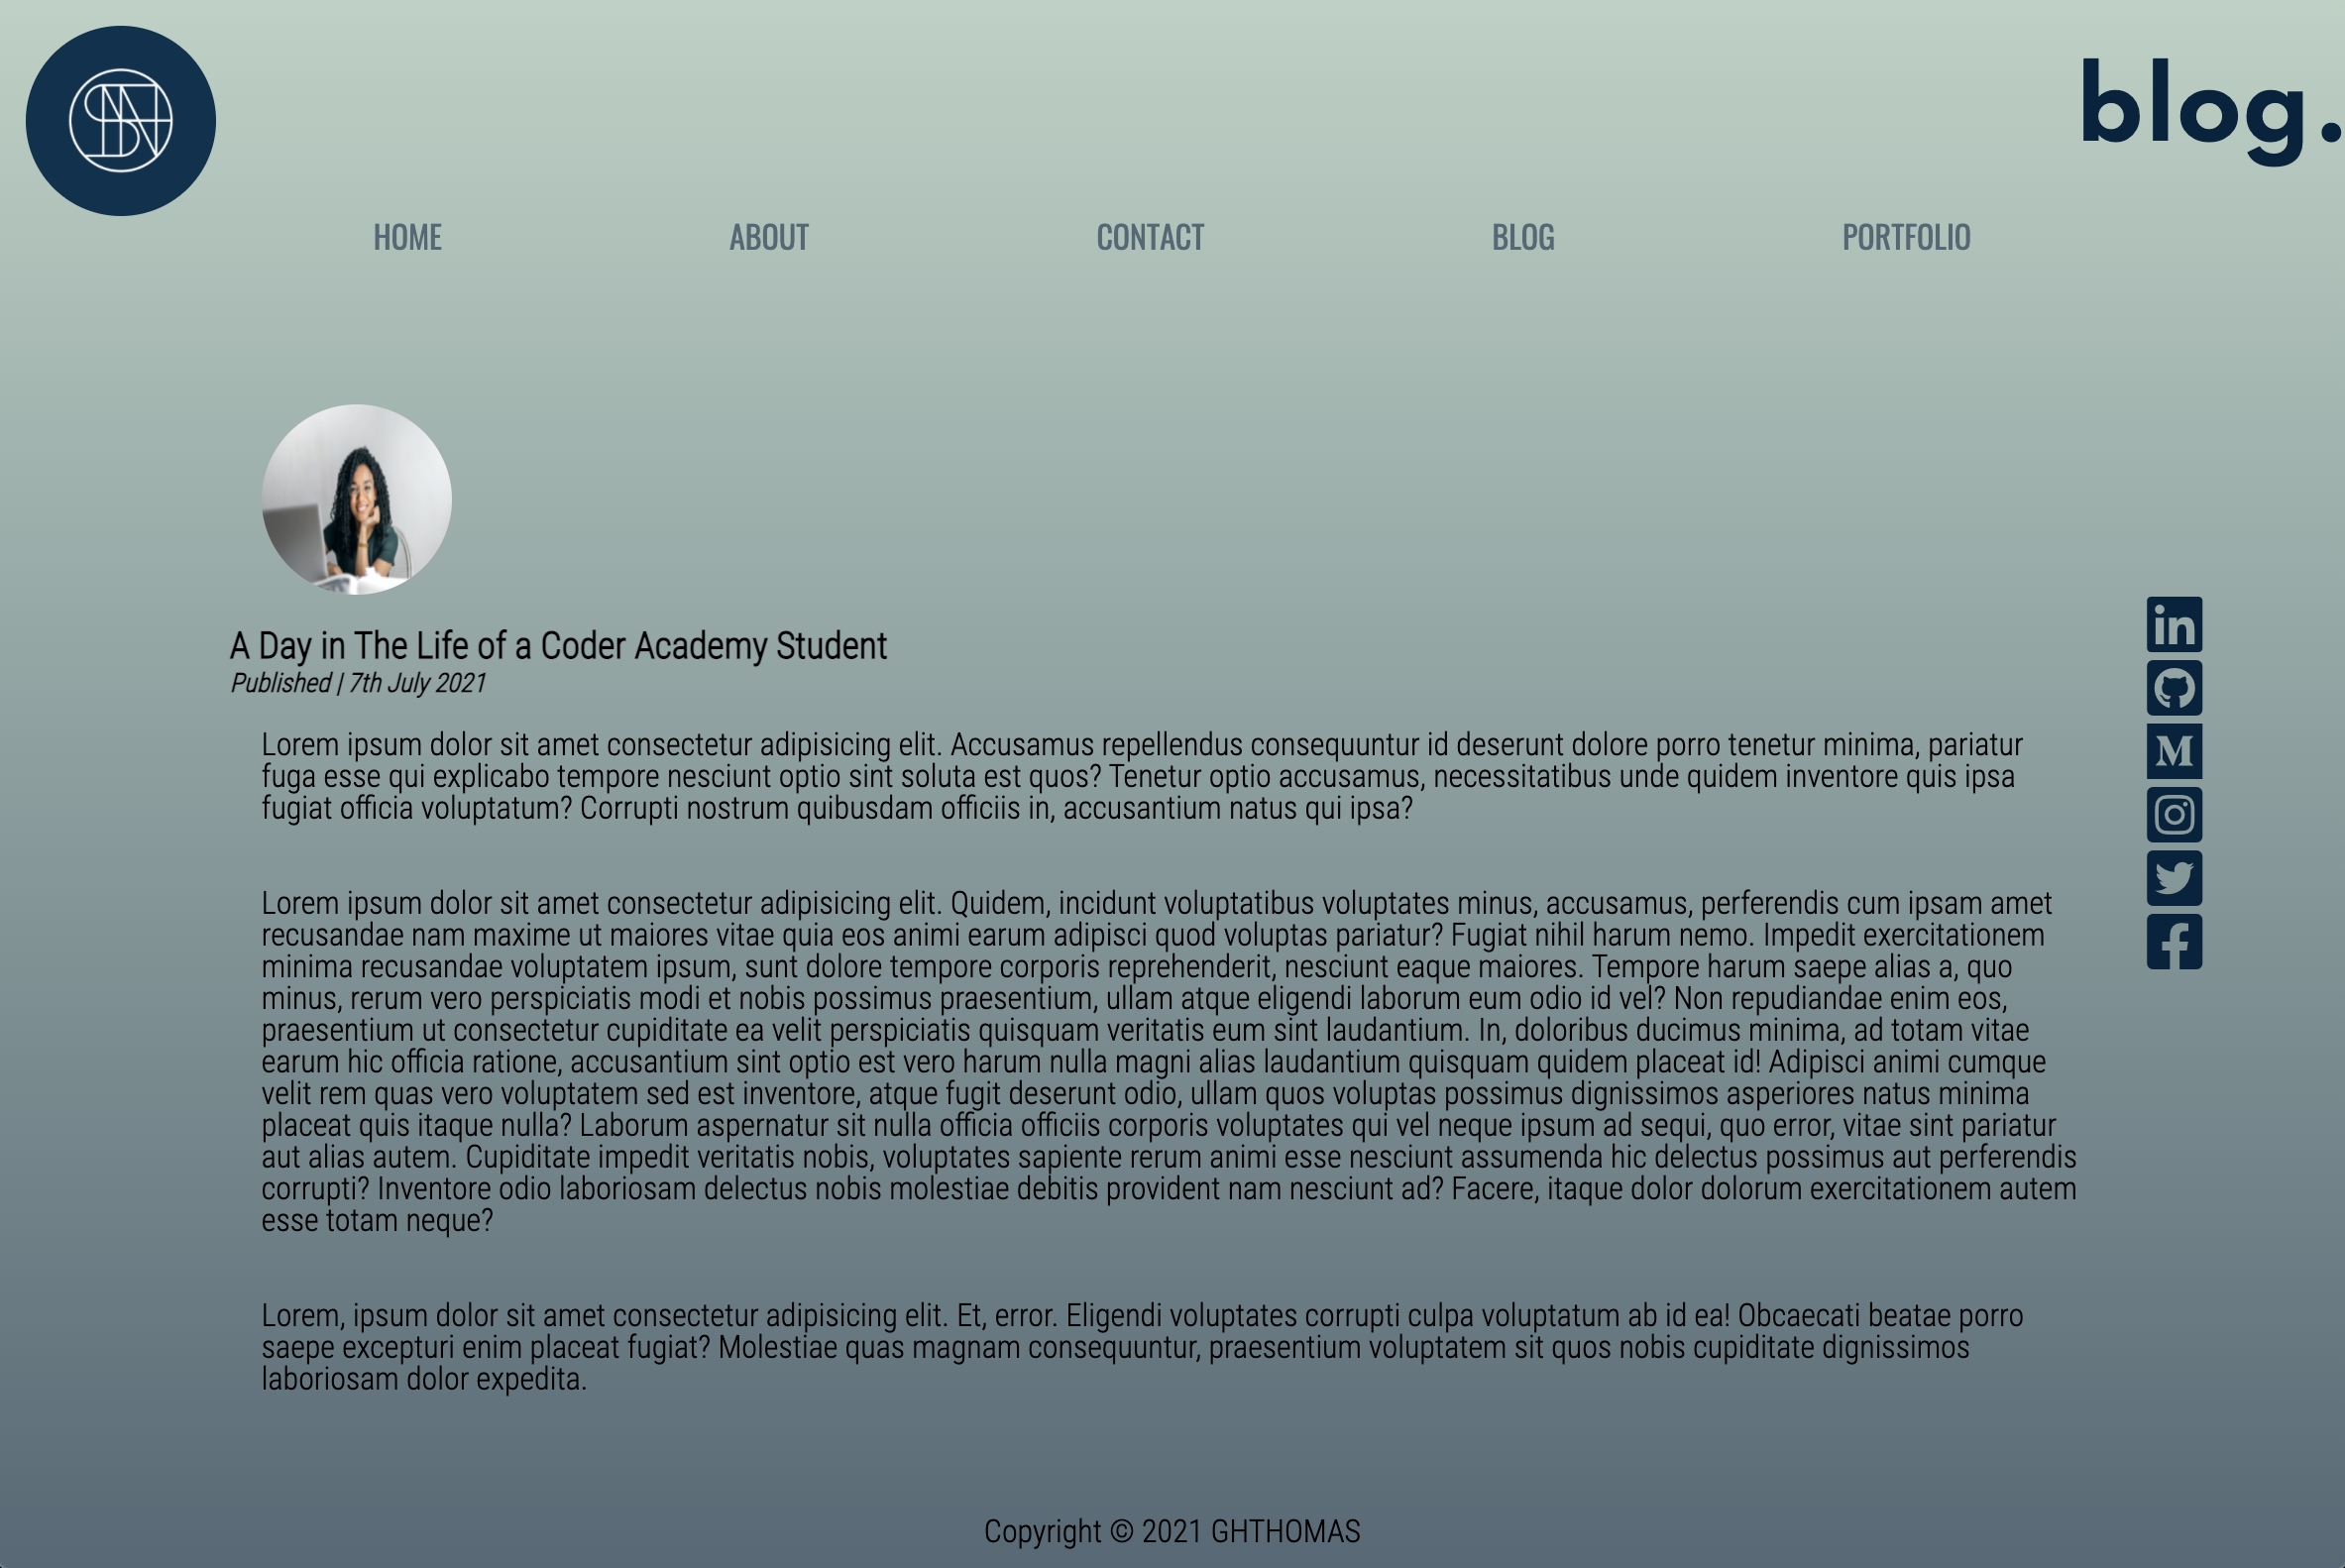 blog.
HOME ABOUT CONTACT BLOG PORTFOLIO
A Day in The Life of a Coder Academy Student
Published | 7th July 2021
Lorem ipsum dolor sit amet consectetur adipisicing elit. Accusamus repellendus consequuntur id deserunt dolore porro tenetur minima, pariatur
fuga esse qui explicabo tempore nesciunt optio sint soluta est quos? Tenetur optio accusamus, necessitatibus unde quidem inventore quis ipsa
fugiat officia voluptatum? Corrupti nostrum quibusdam officiis in, accusantium natus qui ipsa?
Lorem ipsum dolor sit amet consectetur adipisicing elit. Quidem, incidunt voluptatibus voluptates minus, accusamus, perferendis cum ipsam amet
recusandae nam maxime ut maiores vitae quia eos animi earum adipisci quod voluptas pariatur? Fugiat nihil harum nemo. Impedit exercitationem
minima recusandae voluptatem ipsum, sunt dolore tempore corporis reprehenderit, nesciunt eaque maiores. Tempore harum saepe alias a, quo
minus, rerum vero perspiciatis modi et nobis possimus praesentium, ullam atque eligendi laborum eum odio id vel? Non repudiandae enim eos,
praesentium ut consectetur cupiditate ea velit perspiciatis quisquam veritatis eum sint laudantium. In, doloribus ducimus minima, ad totam vitae
earum hic officia ratione, accusantium sint optio est vero harum nulla magni alias laudantium quisquam quidem placeat id! Adipisci animi cumque
velit rem quas vero voluptatem sed est inventore, atque fugit deserunt odio, ullam quos voluptas possimus dignissimos asperiores natus minima
placeat quis itaque nulla? Laborum aspernatur sit nulla officia officiis corporis voluptates qui vel neque ipsum ad sequi, quo error, vitae sint pariatur
aut alias autem. Cupiditate impedit veritatis nobis, voluptates sapiente rerum animi esse nesciunt assumenda hic delectus possimus aut perferendis
corrupti? Inventore odio laboriosam delectus nobis molestiae debitis provident nam nesciunt ad? Facere, itaque dolor dolorum exercitationem autem
esse totam neque?
Lorem, ipsum dolor sit amet consectetur adipisicing elit. Et, error. Eligendi voluptates corrupti culpa voluptatum ab id ea! Obcaecati beatae porro
saepe excepturi enim placeat fugiat? Molestiae quas magnam consequuntur, praesentium voluptatem sit quos nobis cupiditate dignissimos
laboriosam dolor expedita.
Copyright © 2021 GHTHOMAS